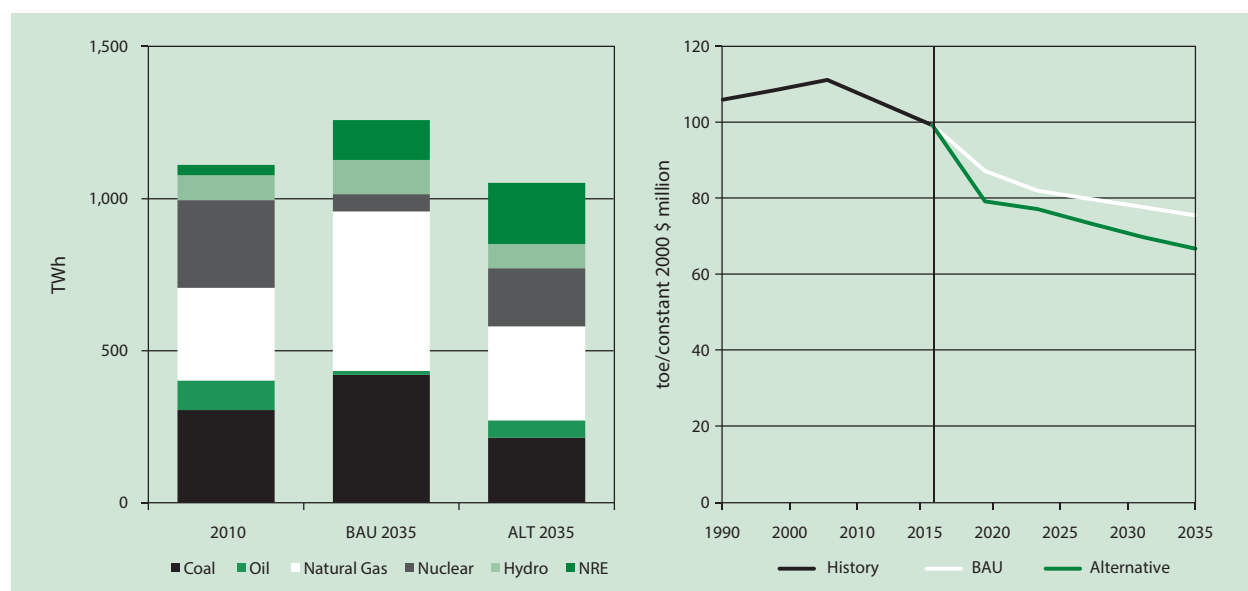 TWh
1,500
1,000
500
0
2010 BAU 2035 ALT 2035
Coal Oil Natural Gas Nuclear Hydro NRE
toe/constant 2000 $ million
120
100
80
60
40
20
0
1990 2000 2010 2015 2020 2025 2030 2035
History BAU Alternative